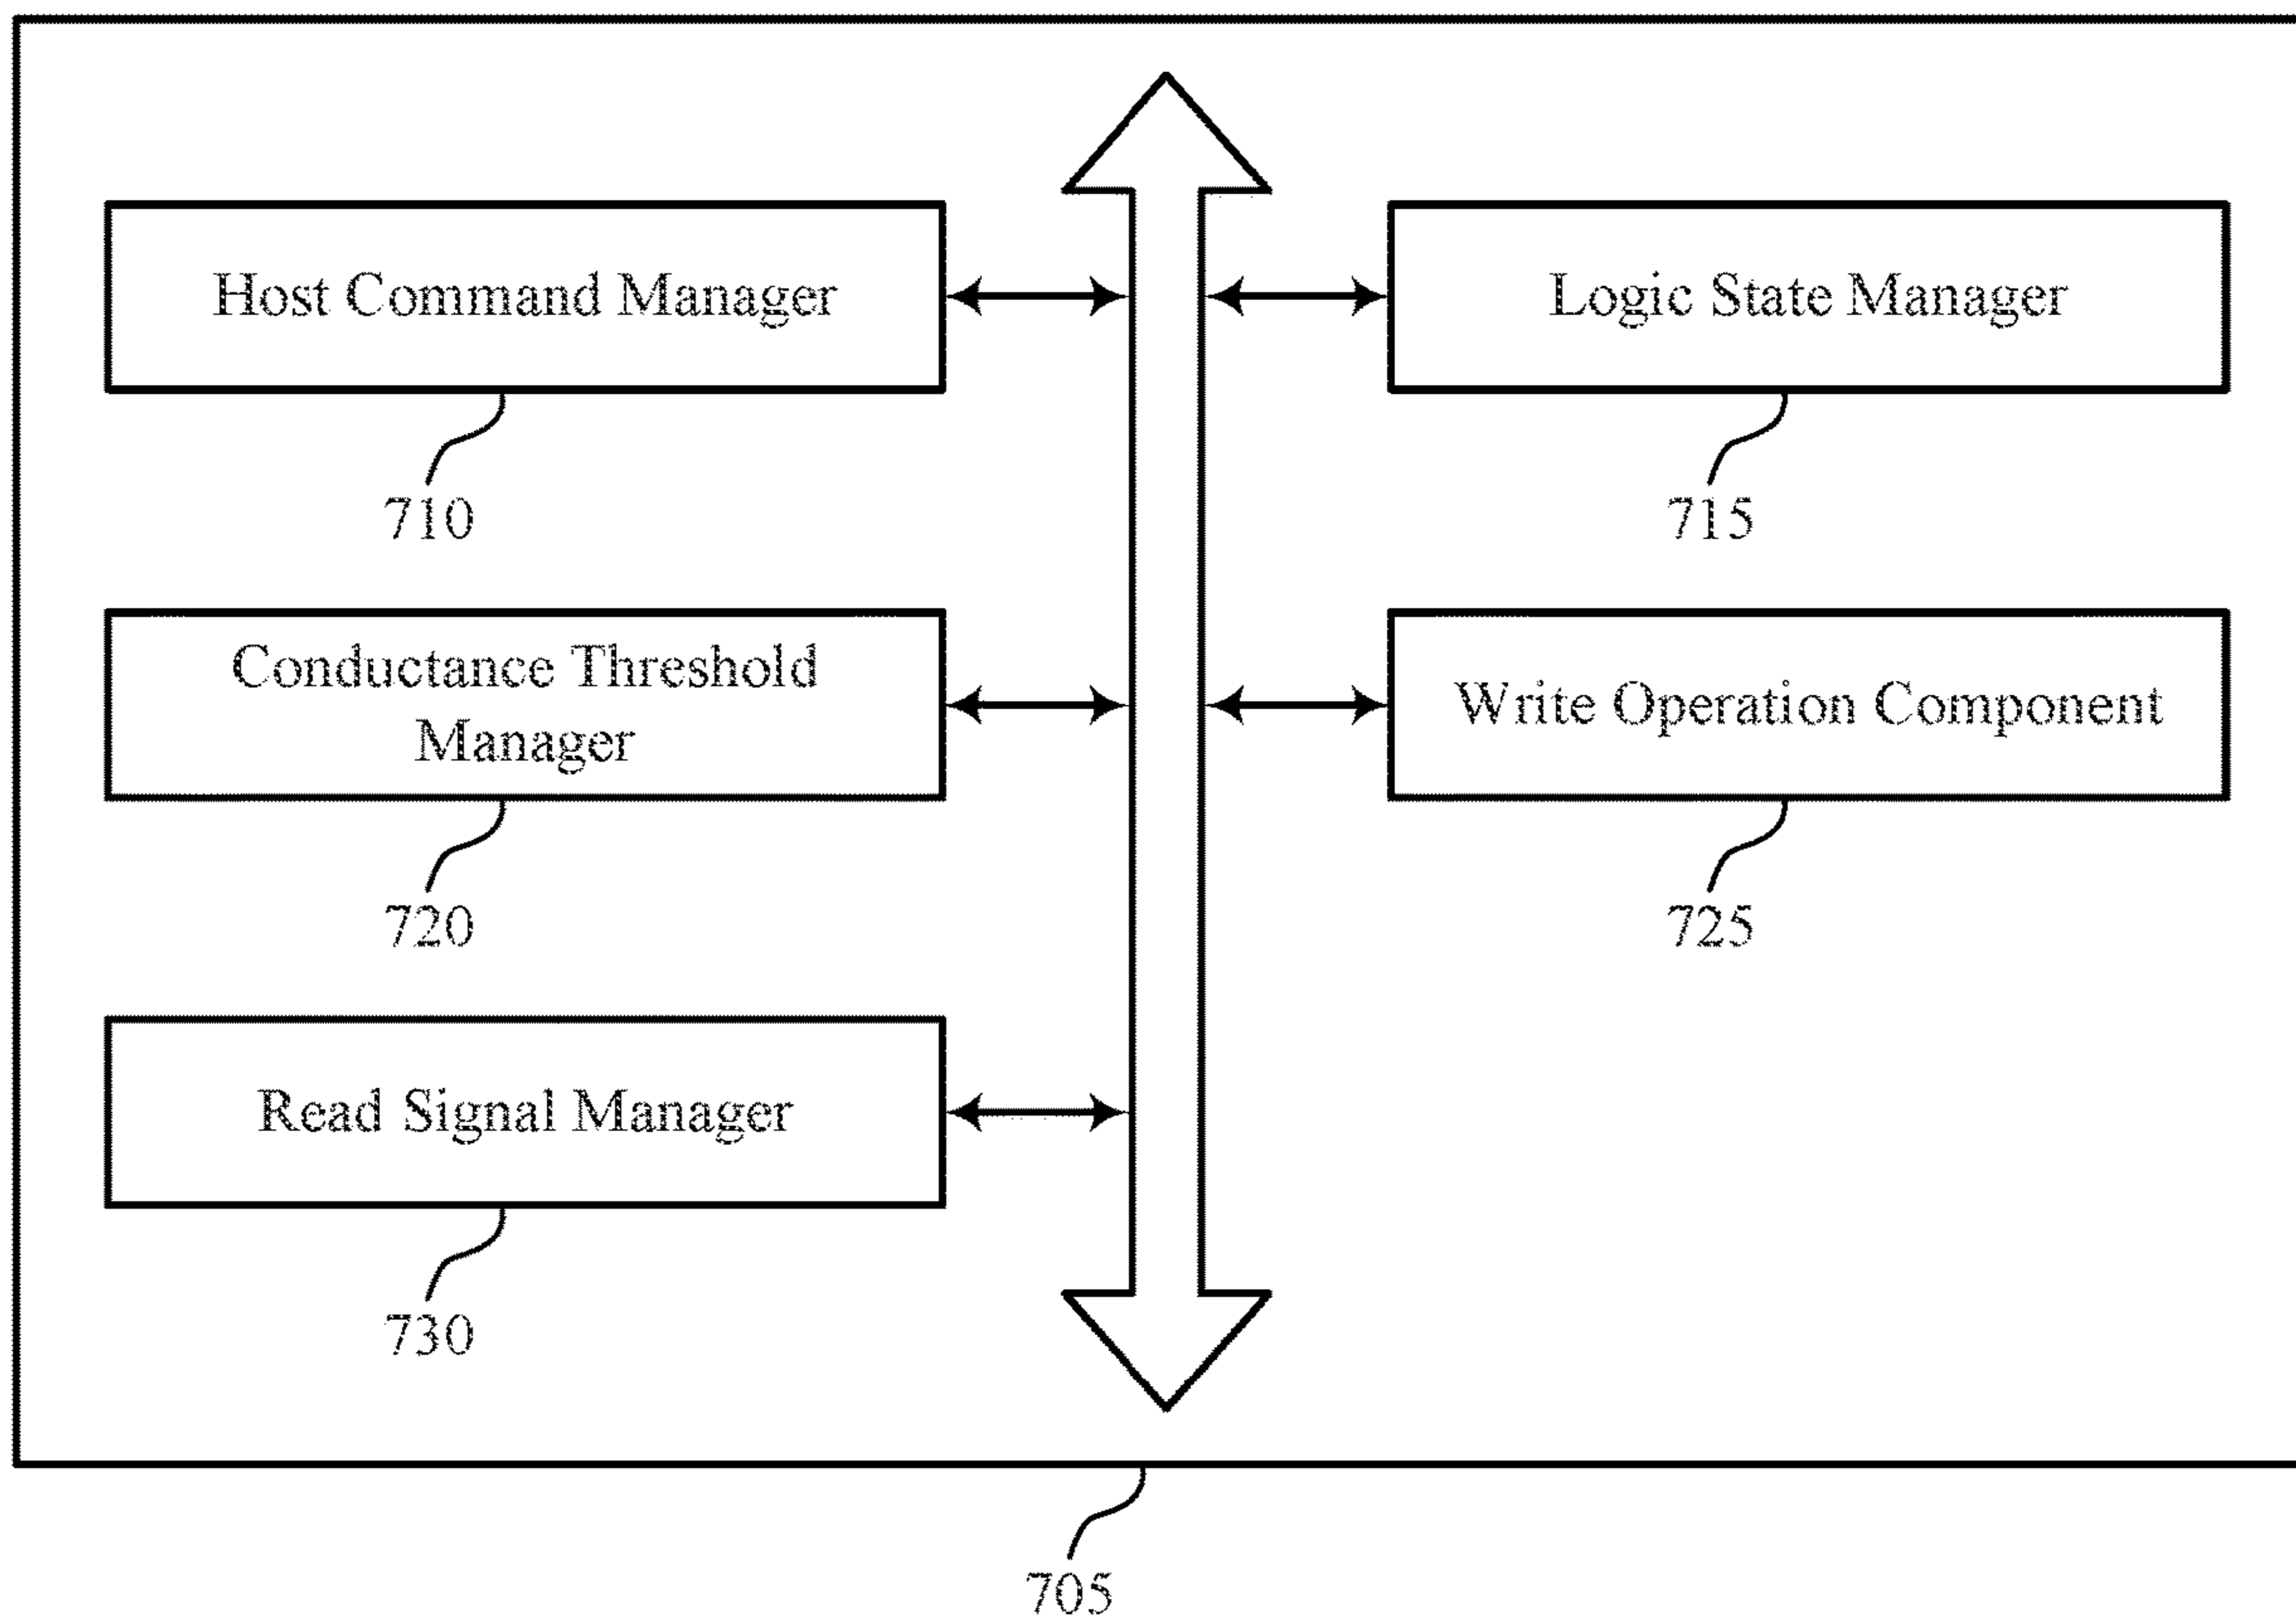 Host Command Manager
710
Logic State Manager
715
Conductance Threshold
Manager
720
Write Operation Component
725
Read Signal Manager
730
705